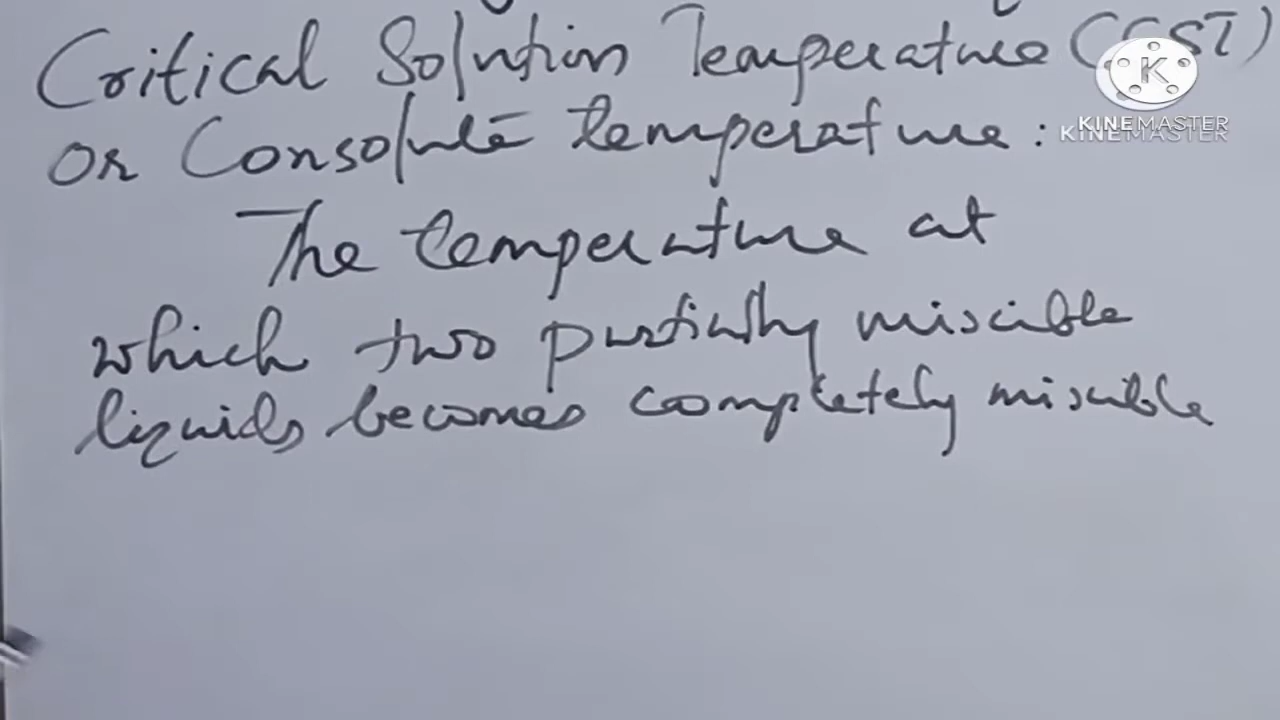 Critical Solution Temperature (CST)
or Consolute temperature :
The temperature at
which two partially miscible
liquids becomes completely miscible
K
KINEMASTER
KINEMASTER